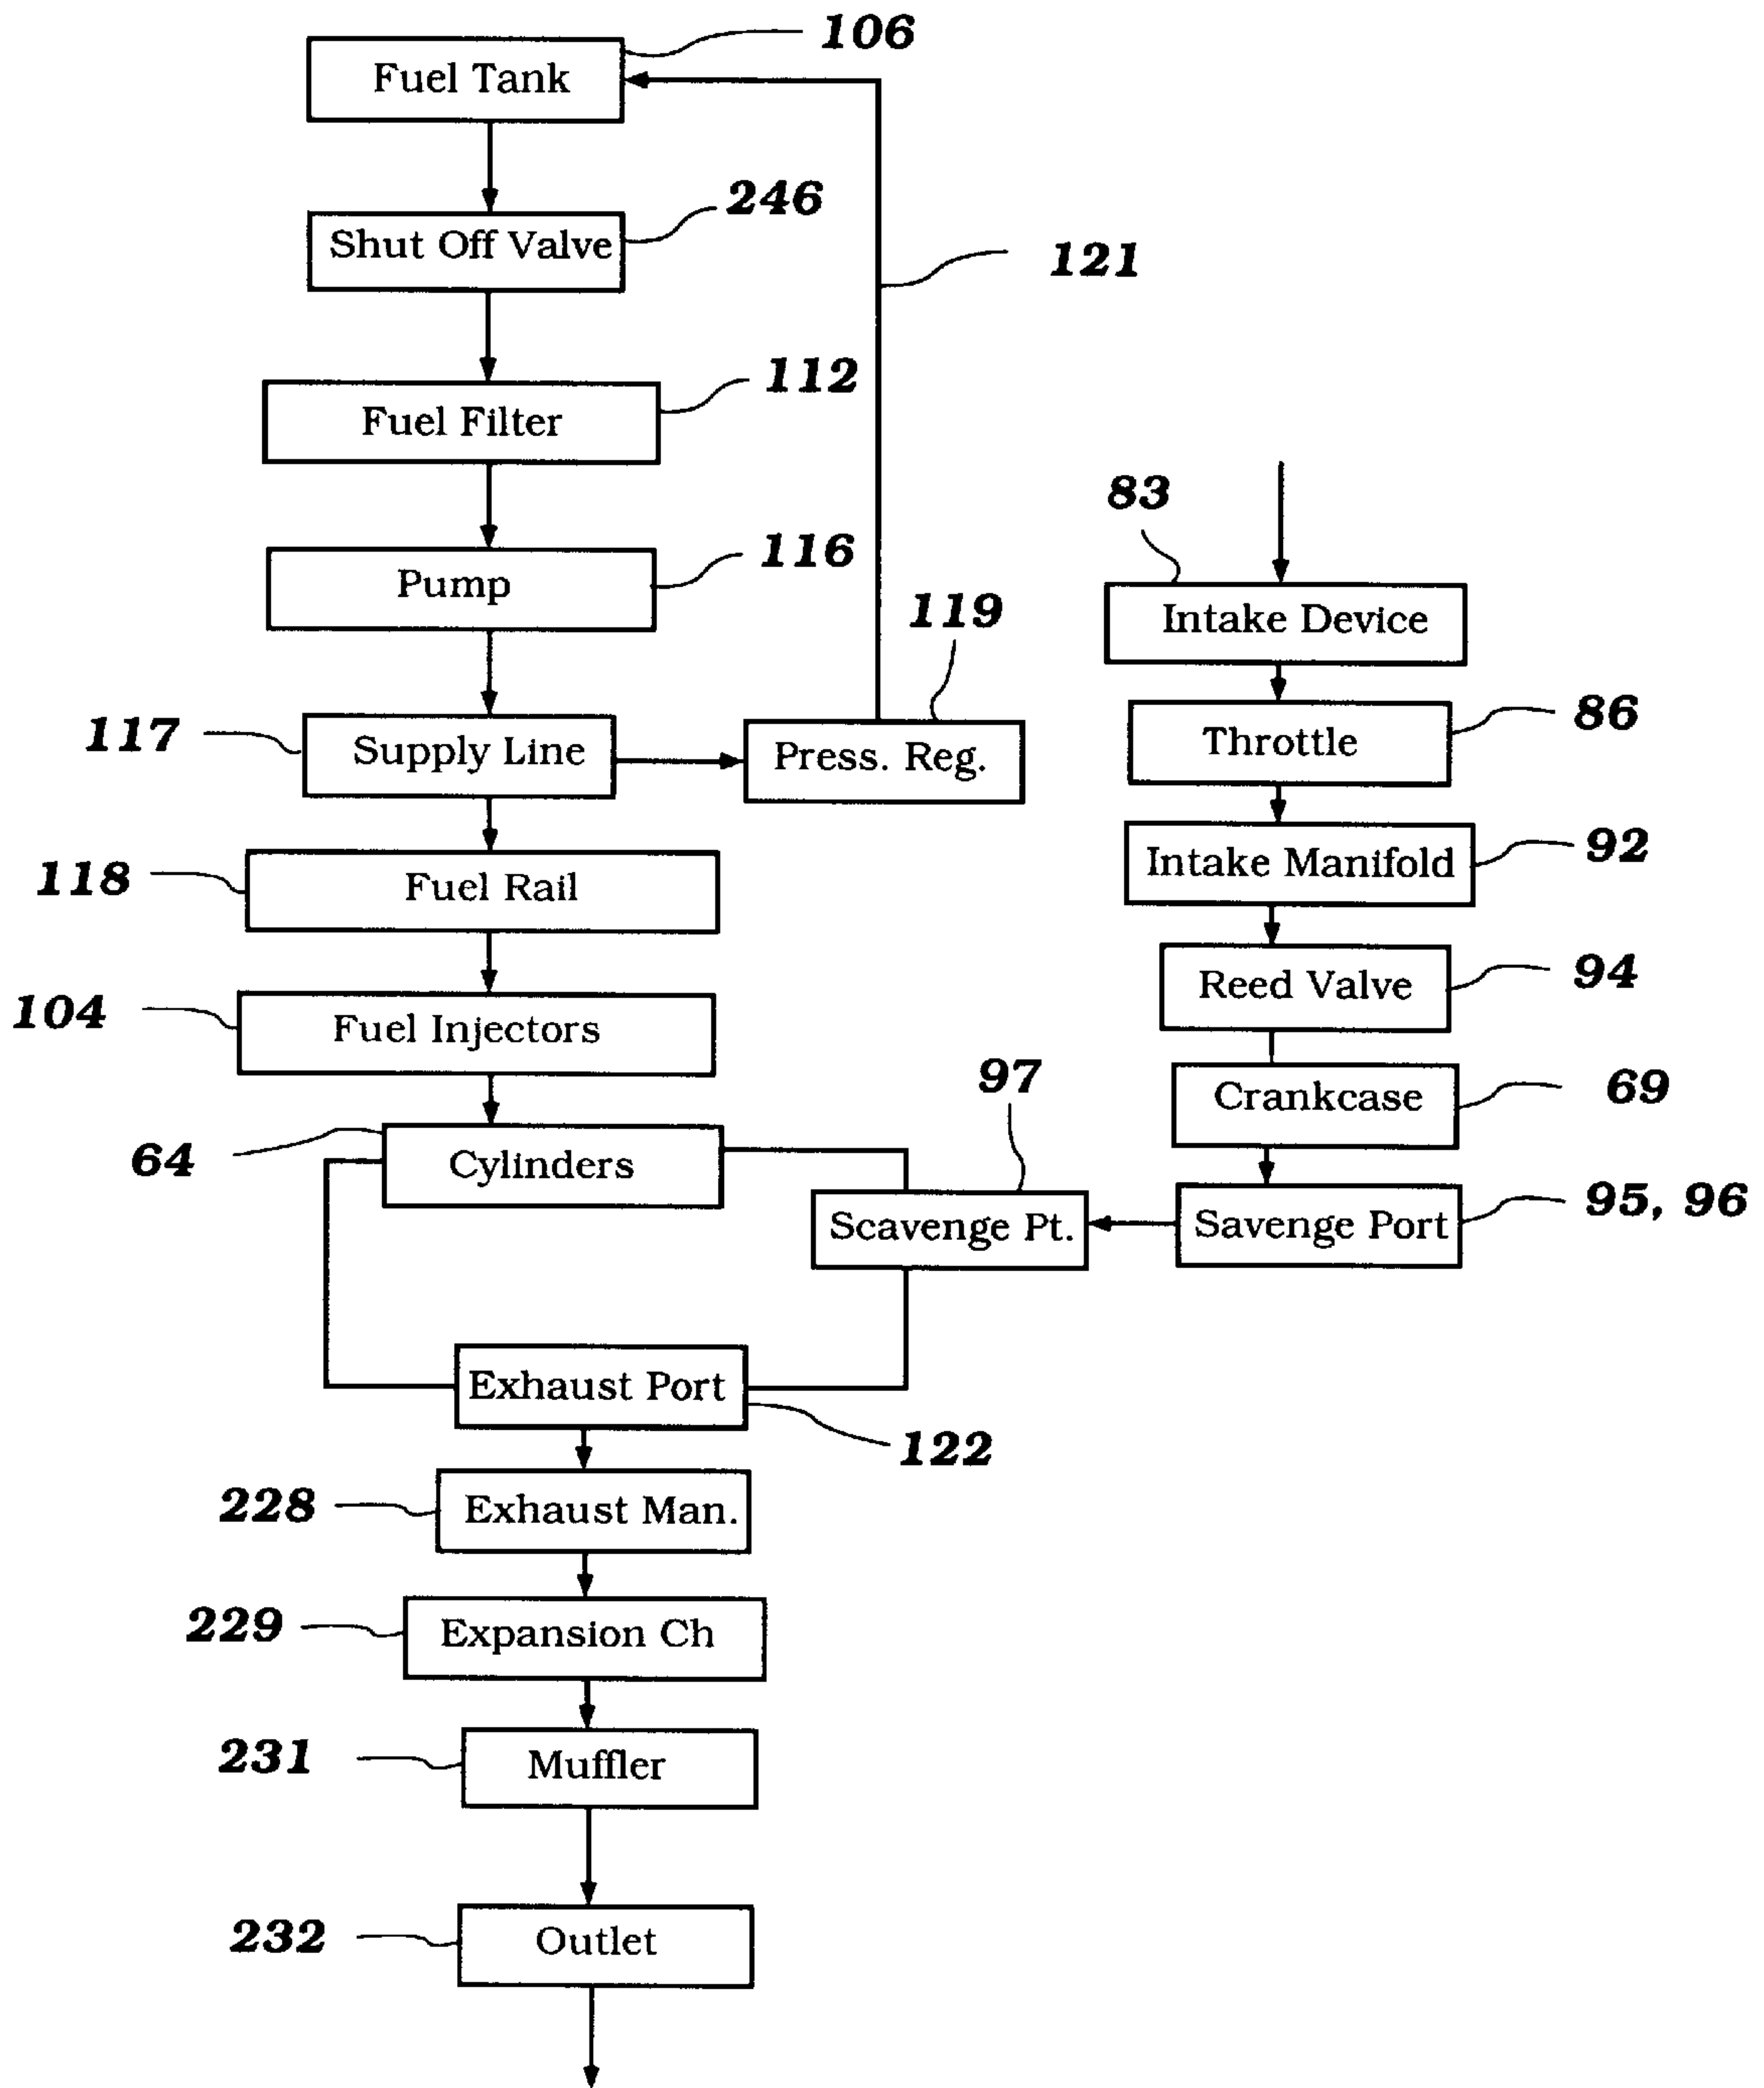 106
Fuel Tank
246
Shut Off Valve
121
112
Fuel Filter
116
Pump
119
117
Supply Line
Press. Reg.
118
Fuel Rail
104
Fuel Injectors
64
Cylinders
97
Scavenge Pt.
83
Intake Device
86
Throttle
92
Intake Manifold
94
Reed Valve
69
Crankcase
95, 96
Savenge Port
Exhaust Port
122
228
Exhaust Man.
229
Expansion Ch
231
Muffler
232
Outlet